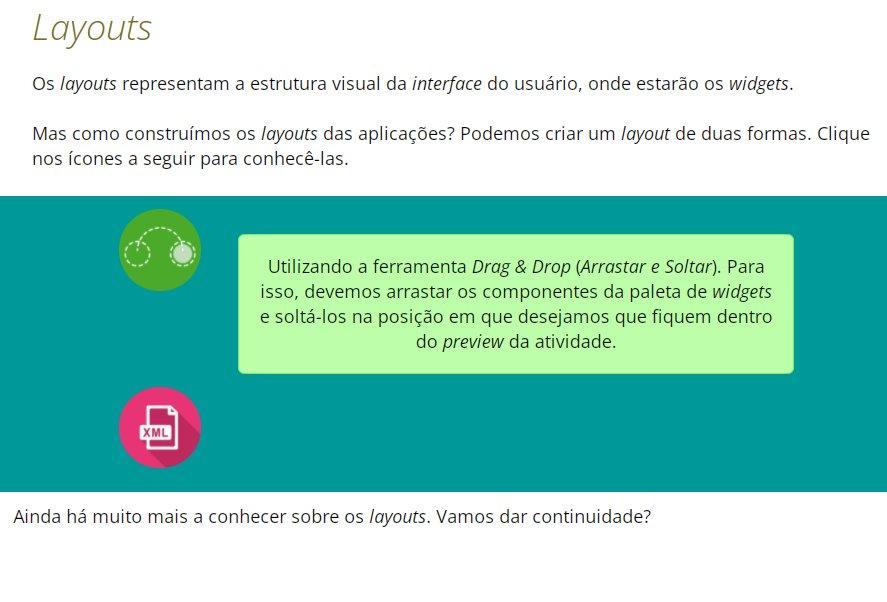 Layouts
Os layouts representam a estrutura visual da interface do usuário, onde estarão os widgets.
Mas como construímos os layouts das aplicações? Podemos criar um layout de duas formas. Clique
nos ícones a seguir para conhecê-las.
Utilizando a ferramenta Drag & Drop (Arrastar e Soltar). Para
isso, devemos arrastar os componentes da paleta de widgets
e soltá-los na posição em que desejamos que fiquem dentro
do preview da atividade.
XML
Ainda há muito mais a conhecer sobre os layouts. Vamos dar continuidade?